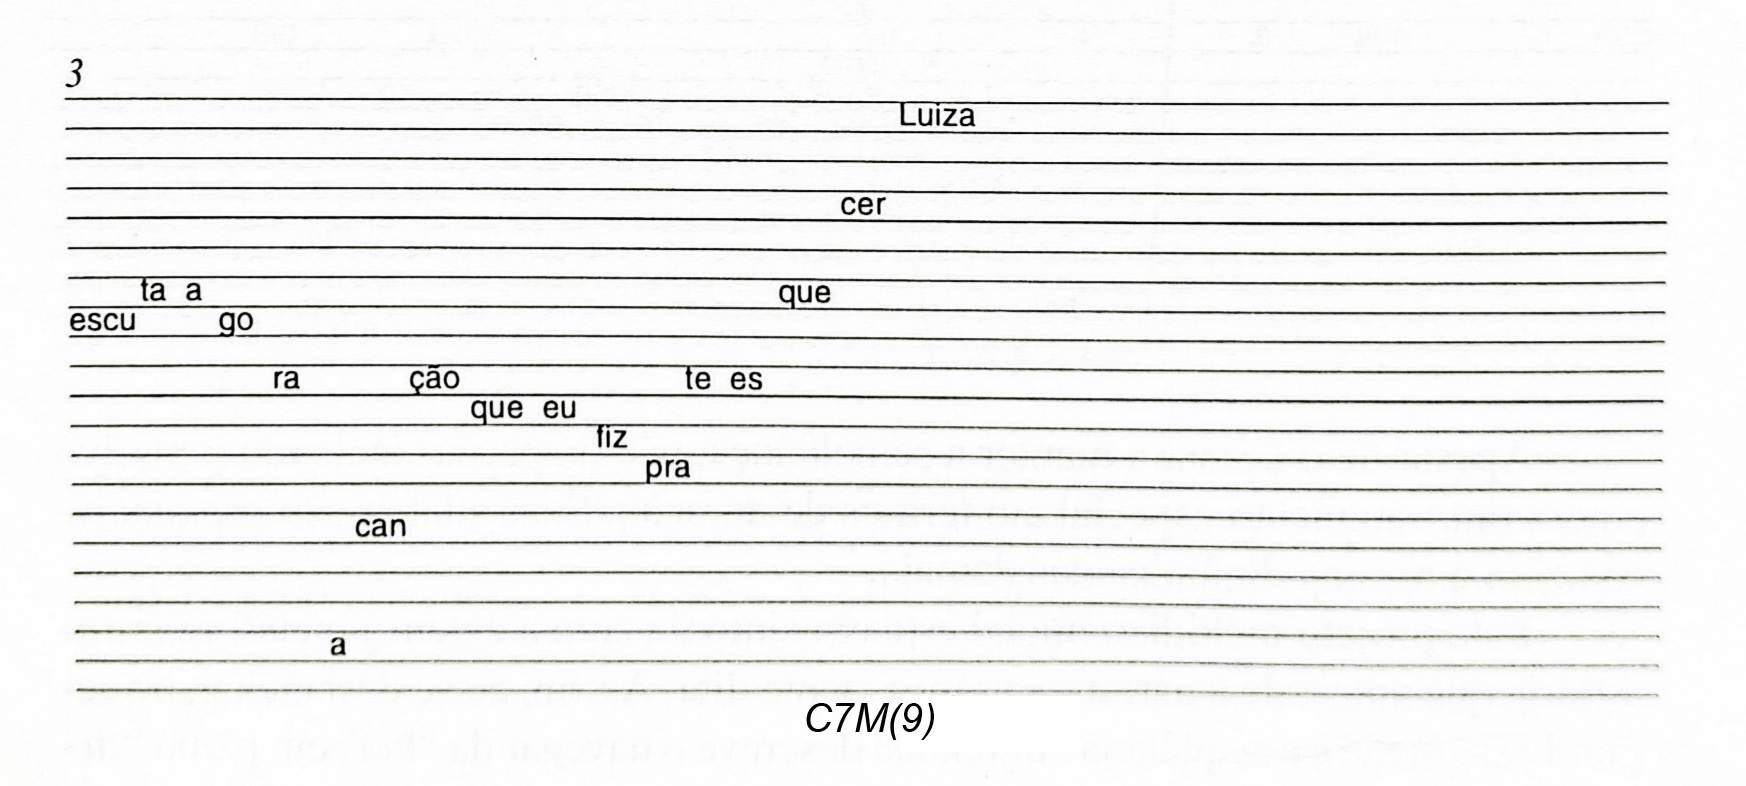 3
Luiza
cer
ta a que
escu go
ra ção te es
que eu
fiz
pra
can
a
C7M(9)